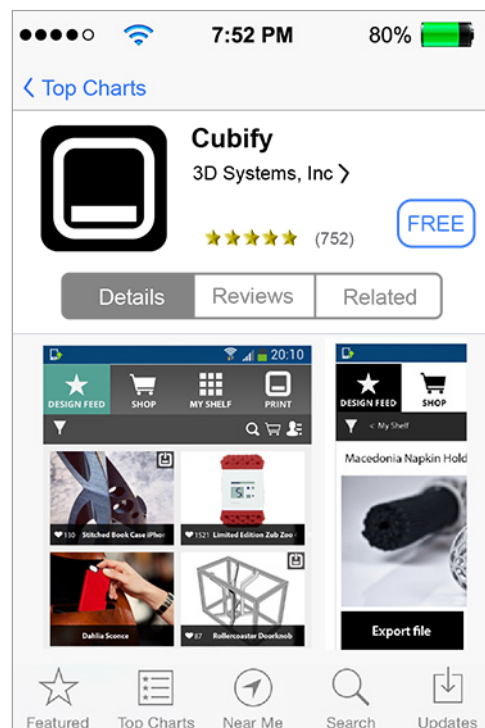 7:52 PM 80%
Top Charts
Cubify
3D Systems, Inc
(752)
FREE
Details Reviews Related
20:10
DESIGN FEED SHOP MY SHELF PRINT
DESIGN FEED SHOP
< My Shelf
Macedonia Napkin Hold
130 Stitched Book Case iPhor
1521 Limited Edition Zub Zoo
Dahlia Sconce
87 Rollercoaster Doorknob
Export file
Featured Top Charts Near Me Search Updates